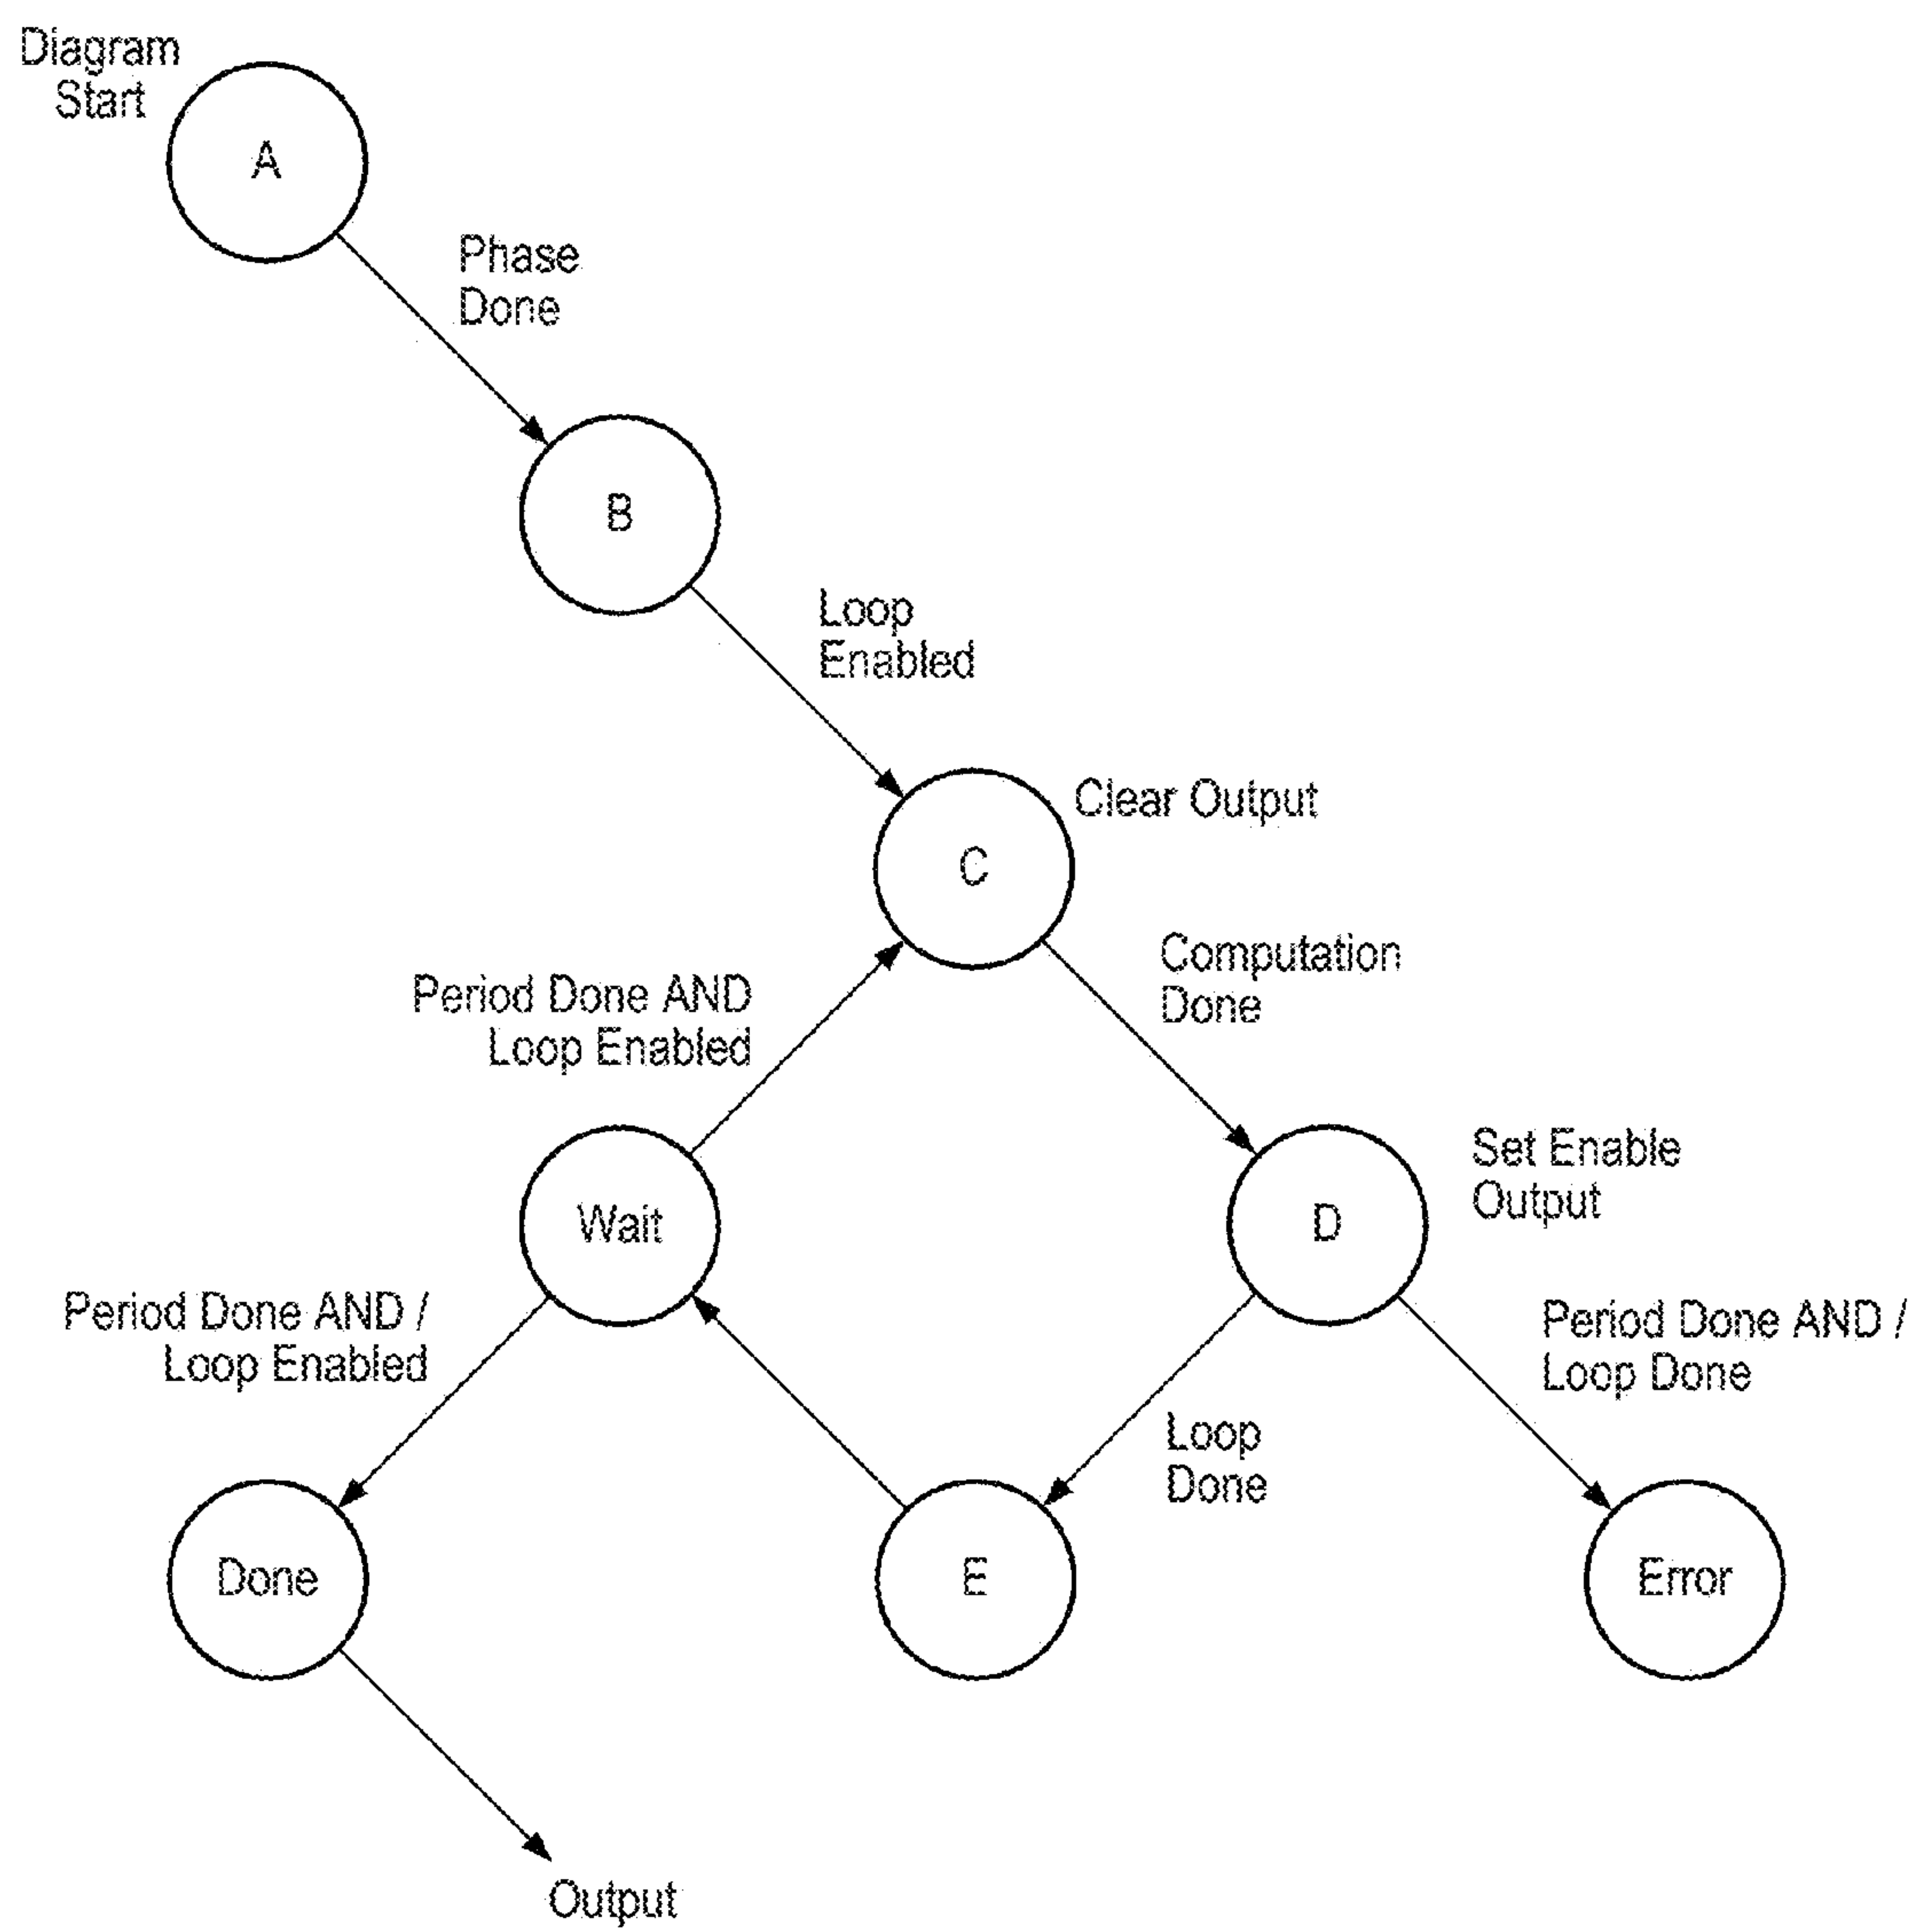 Diagram
Start
A
Phase
Done
B
Loop
Enabled
Clear Output
C
Computation
Done
Period Done AND
Loop Enabled
Set Enable
Output
Wait
D
Period Done AND /
Loop Enabled
Period Done AND /
Loop Done
Loop
Done
Done
E
Error
Output